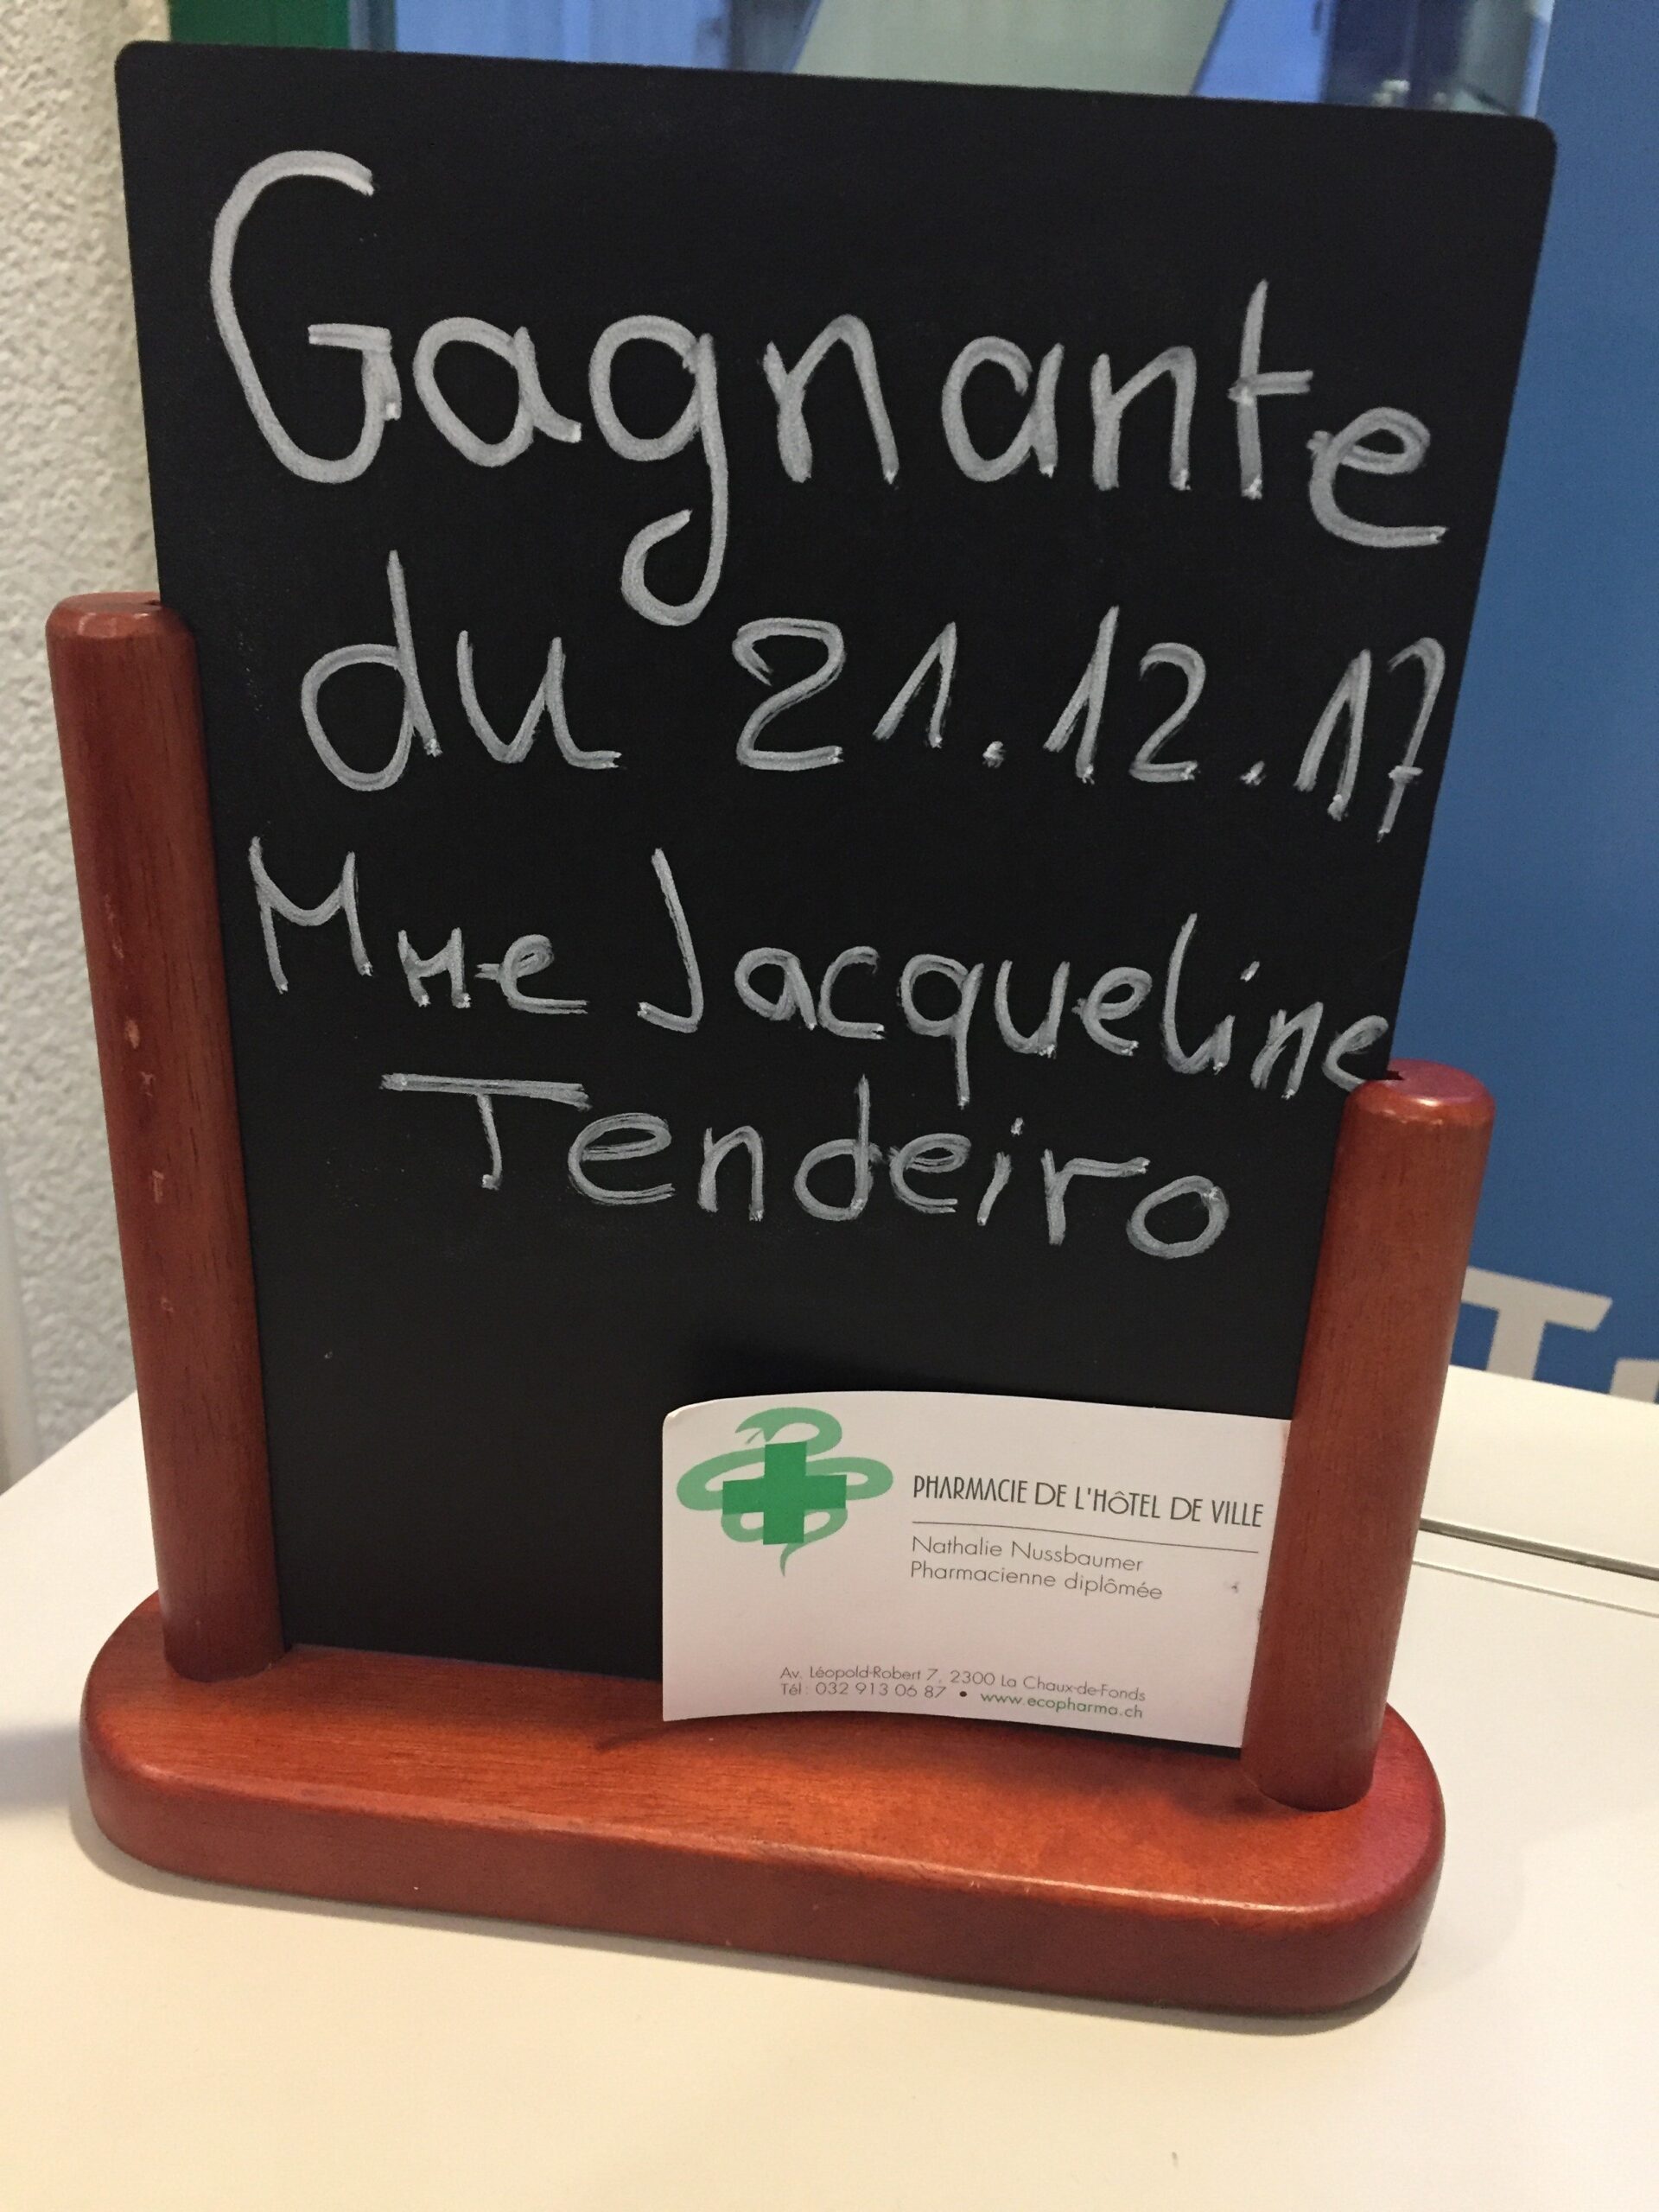 Gagnante
du 21.12.17
Mme Jacqueline
Tendeiro
PHARMACIE DE L'HÔTEL DE VILLE
Nathalie Nussbaumer
Pharmacienne diplômée
Av. Léopold-Robert 7, 2300 La Chaux-de-Fonds
Tél : 032 913 06 87 • www.ecopharma.ch